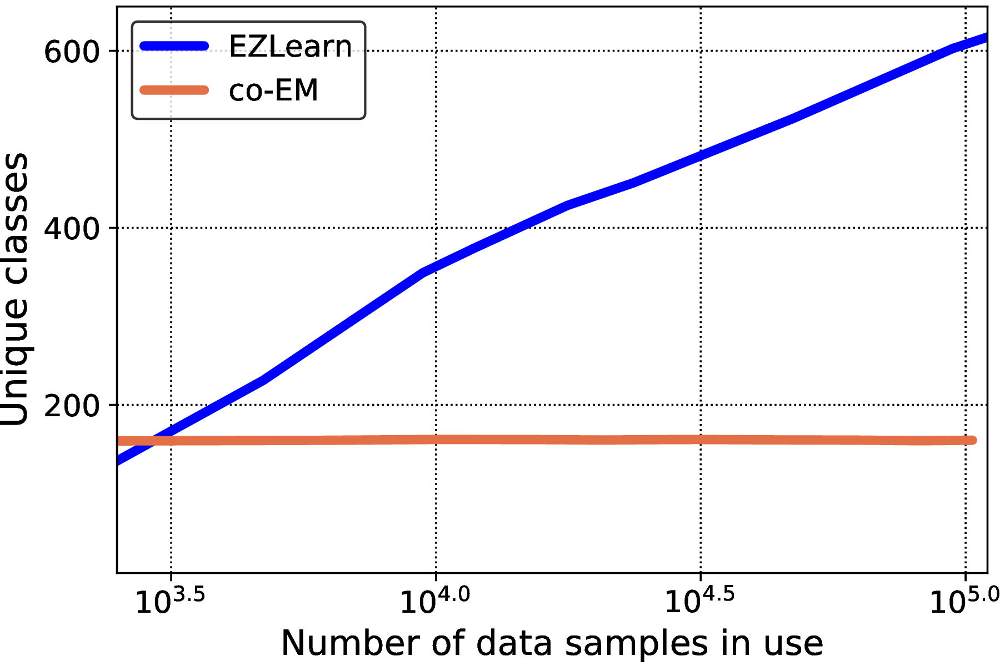 EZLearn
co-EM
Unique classes
600
400
200
10^3.5
10^4.0
10^4.5
10^5.0
Number of data samples in use